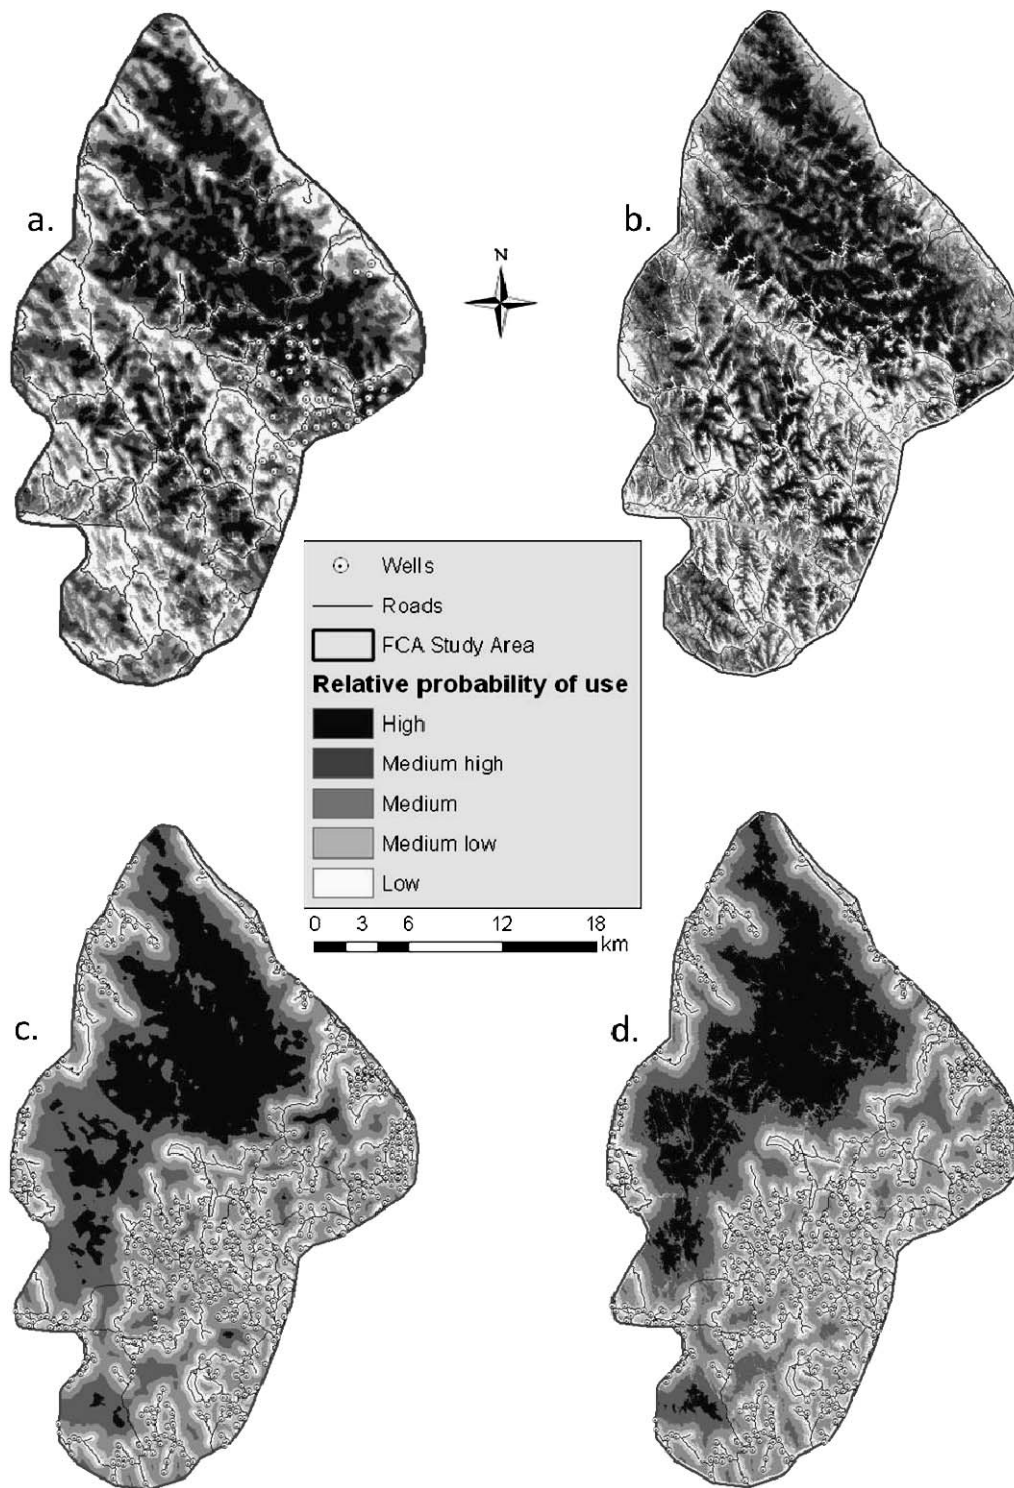 a.
b.
N
Wells
Roads
FCA Study Area
Relative probability of use
High
Medium high
Medium
Medium low
Low
0 3 6 12 18
km
c.
d.